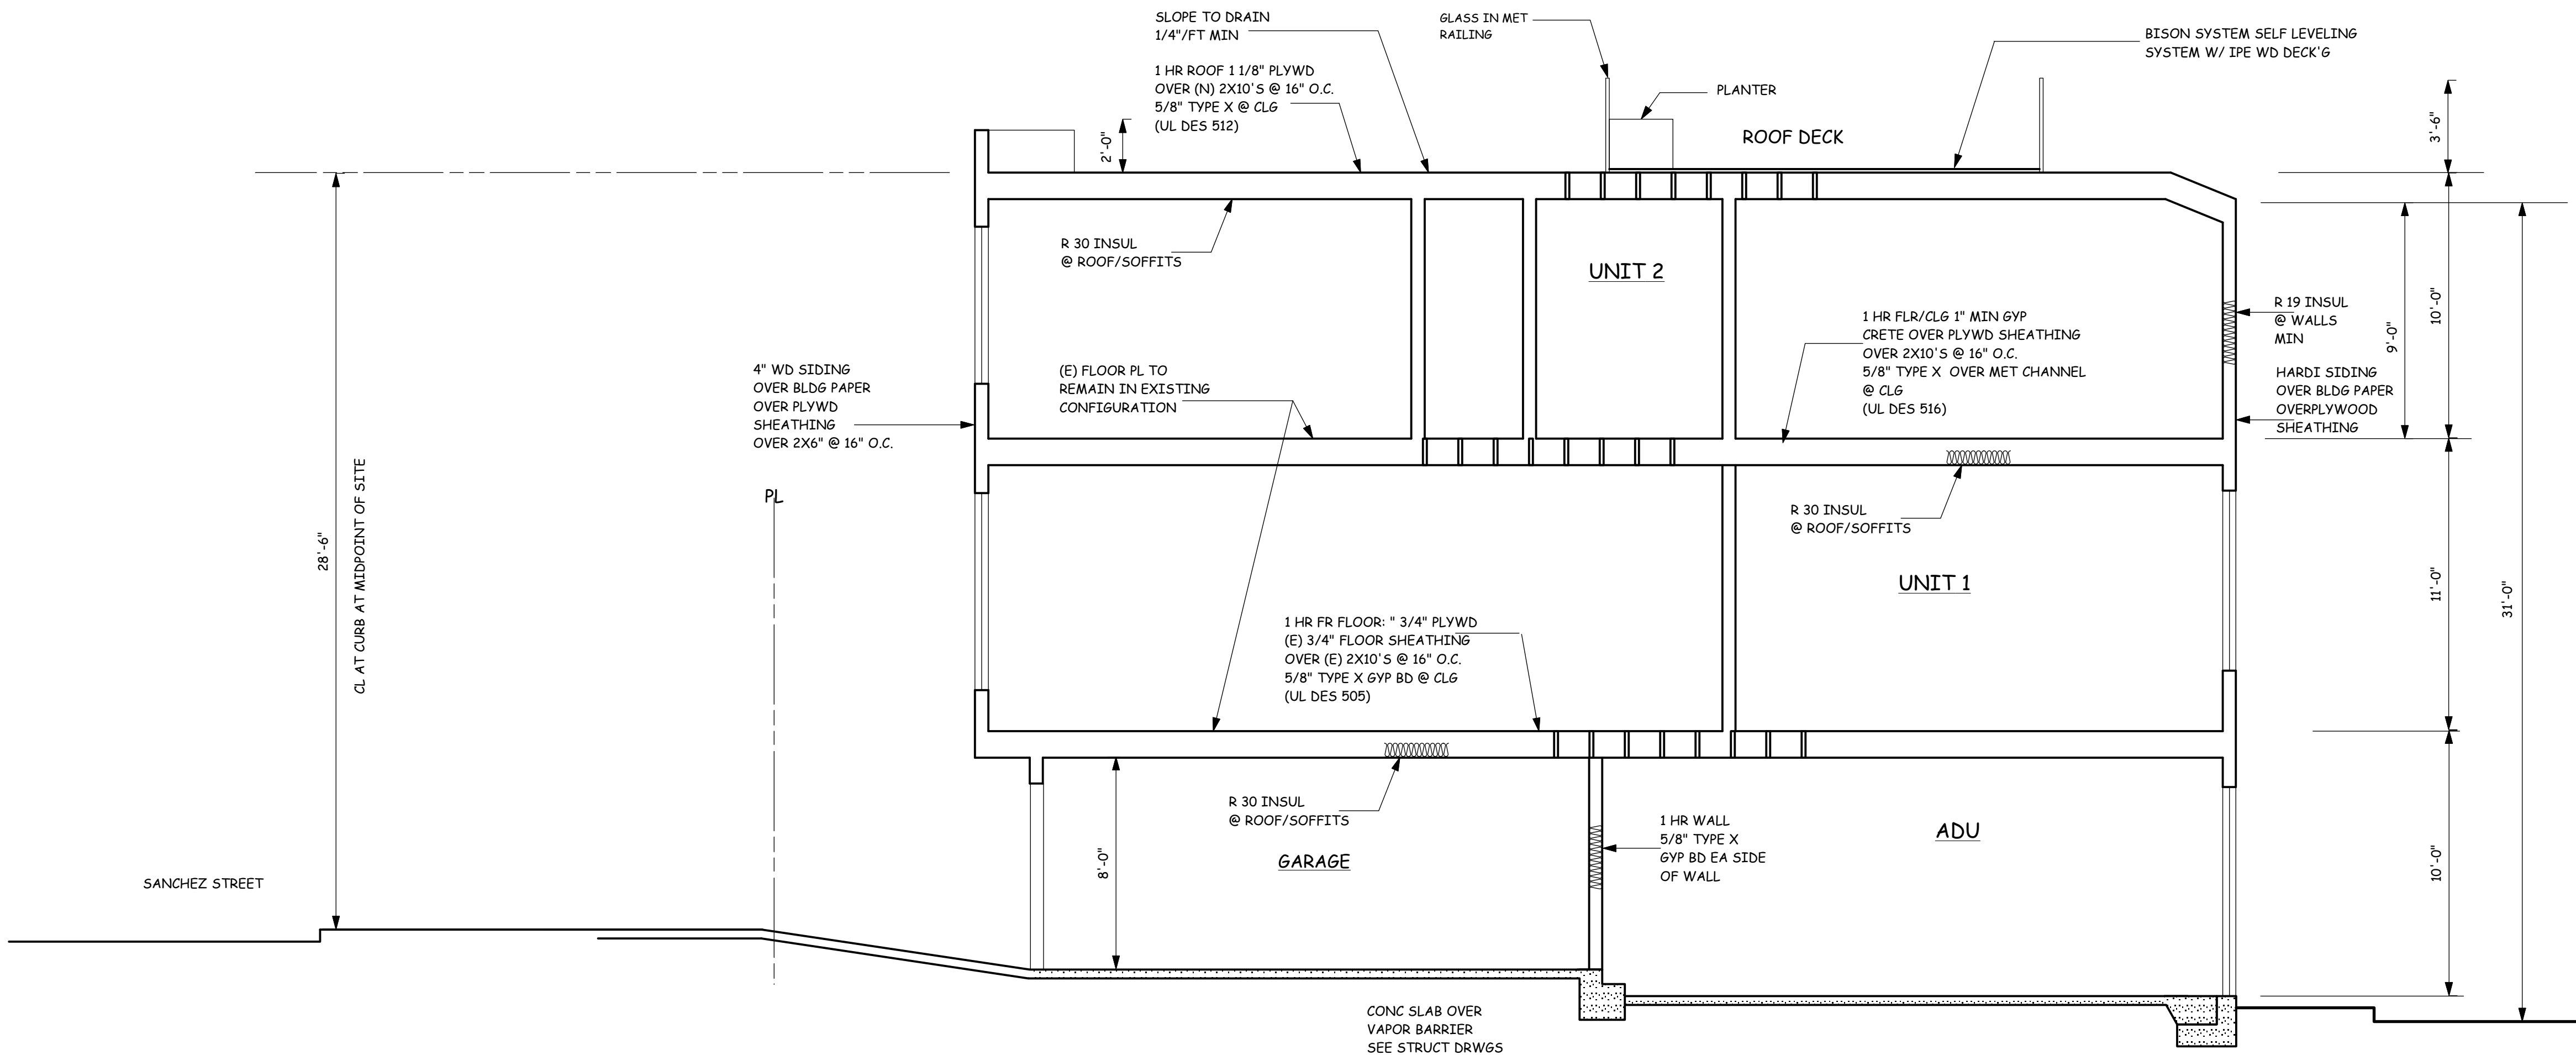 SLOPE TO DRAIN
1/4"/FT MIN
GLASS IN MET
RAILING
BISON SYSTEM SELF LEVELING
SYSTEM W/ IPE WD DECK'G
1 HR ROOF 1 1/8" PLYWD
OVER (N) 2X10'S @ 16" O.C.
5/8" TYPE X @ CLG
(UL DES 512)
PLANTER
ROOF DECK
2'-0"
3'-6"
R 30 INSUL
@ ROOF/SOFFITS
UNIT 2
1 HR FLR/CLG 1" MIN GYP
CRETE OVER PLYWD SHEATHING
OVER 2X10'S @ 16" O.C.
5/8" TYPE X OVER MET CHANNEL
@ CLG
(UL DES 516)
R 19 INSUL
@ WALLS
MIN
9'-0"
10'-0"
4" WD SIDING
OVER BLDG PAPER
OVER PLYWD
SHEATHING
OVER 2X6" @ 16" O.C.
(E) FLOOR PL TO
REMAIN IN EXISTING
CONFIGURATION
HARDI SIDING
OVER BLDG PAPER
OVERPLYWOOD
SHEATHING
PL
28'-6"
CL AT CURB AT MIDPOINT OF SITE
R 30 INSUL
@ ROOF/SOFFITS
UNIT 1
11'-0"
31'-0"
1 HR FR FLOOR: " 3/4" PLYWD
(E) 3/4" FLOOR SHEATHING
OVER (E) 2X10'S @ 16" O.C.
5/8" TYPE X GYP BD @ CLG
(UL DES 505)
R 30 INSUL
@ ROOF/SOFFITS
8'-0"
GARAGE
1 HR WALL
5/8" TYPE X
GYP BD EA SIDE
OF WALL
ADU
10'-0"
SANCHEZ STREET
CONC SLAB OVER
VAPOR BARRIER
SEE STRUCT DRWGS